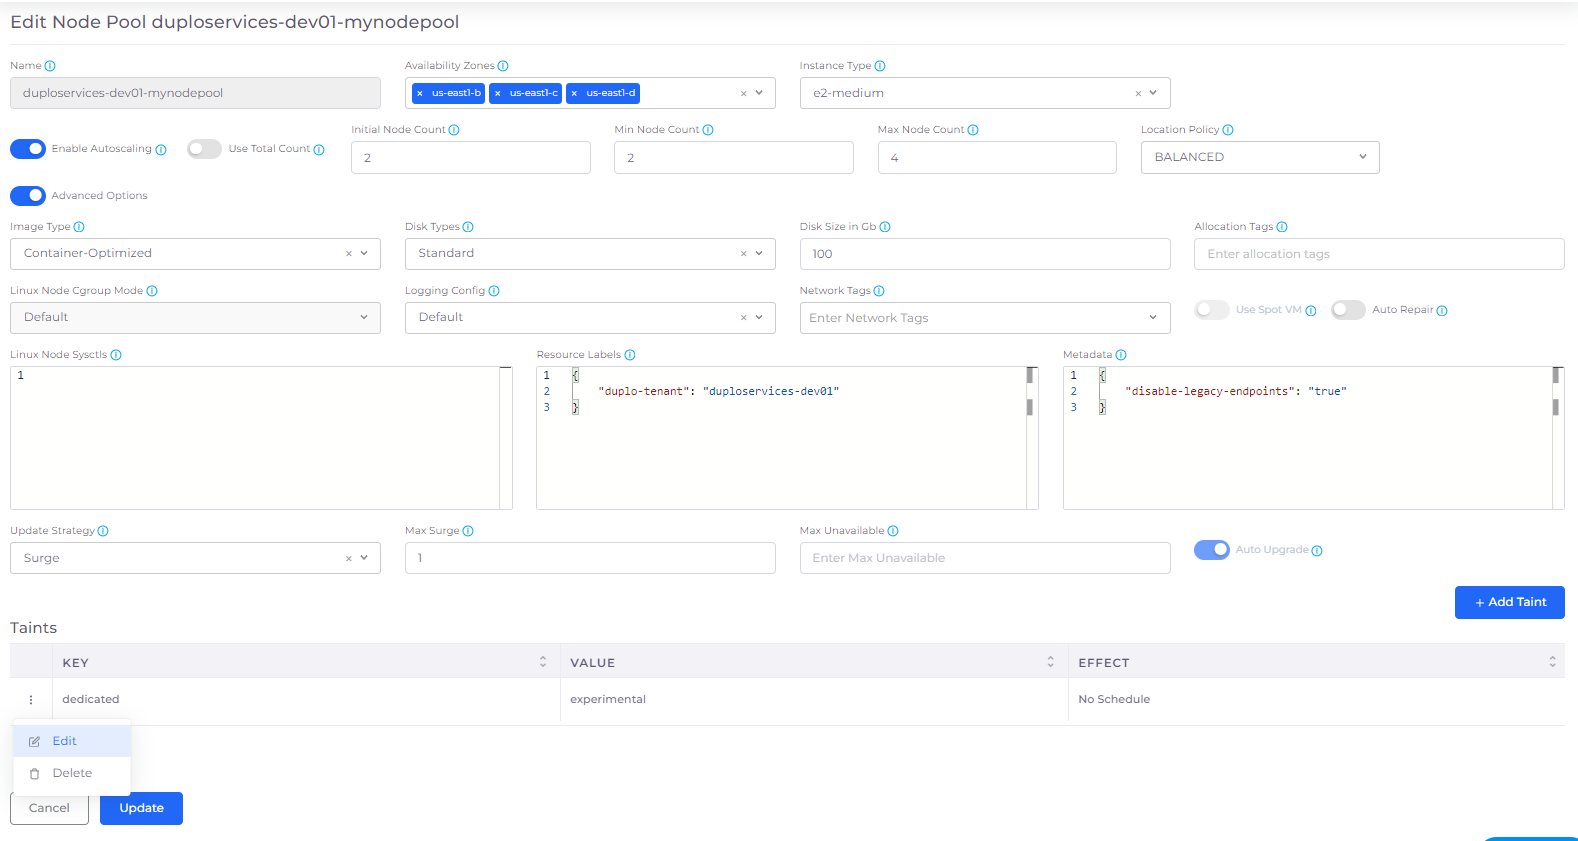 Edit Node Pool duploservices-dev01-mynodepool
Name
Availability Zones
Instance Type
duploservices-dev01-mynodepool
× us-east1-b × us-east1-c × us-east1-d ×
e2-medium ×
Enable Autoscaling
Use Total Count
Initial Node Count
Min Node Count
Max Node Count
Location Policy
2
2
4
BALANCED
Advanced Options
Image Type
Disk Types
Disk Size in Gb
Allocation Tags
Container-Optimized ×
Standard ×
100
Enter allocation tags
Linux Node Cgroup Mode
Logging Config
Network Tags
Default
Default ×
Enter Network Tags
Use Spot VM
Auto Repair
Linux Node Sysctls
Resource Labels
Metadata
1
1 {
2 "duplo-tenant": "duploservices-dev01"
3 }
1 {
2 "disable-legacy-endpoints": "true"
3 }
Update Strategy
Max Surge
Max Unavailable
Surge ×
1
Enter Max Unavailable
Auto Upgrade
+ Add Taint
Taints
KEY VALUE EFFECT
dedicated experimental No Schedule
Edit
Delete
Cancel Update